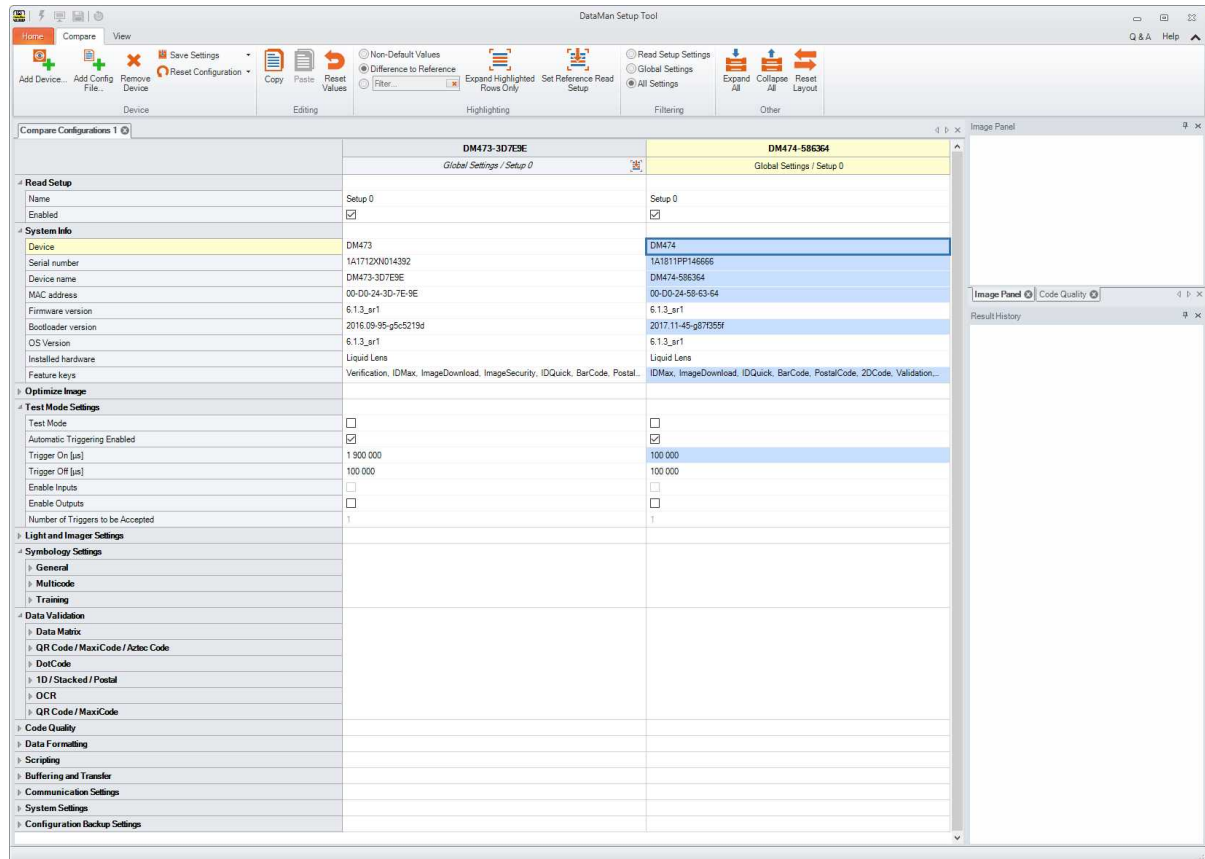 DataMan Setup Tool
Home Compare View Q & A Help
Add Device... Add Config File... Remove Device Save Settings Reset Configuration
Copy Paste Reset Values
Non-Default Values
Difference to Reference
Filter...
Expand Highlighted Rows Only Set Reference Read Setup
Read Setup Settings
Global Settings
All Settings
Expand All Collapse All Reset Layout
Device Editing Highlighting Filtering Other
Compare Configurations 1 Image Panel
DM473-3D7E9E DM474-586364
Global Settings / Setup 0 Global Settings / Setup 0
Read Setup
Name Setup 0 Setup 0
Enabled
System Info
Device DM473 DM474
Serial number 1A1712XN014392 1A1811PP146666
Device name DM473-3D7E9E DM474-586364
MAC address 00-D0-24-3D-7E-9E 00-D0-24-58-63-64
Image Panel Code Quality
Firmware version 6.1.3_sr1 6.1.3_sr1
Result History
Bootloader version 2016.09-95-g5c5219d 2017.11-45-g87f355f
OS Version 6.1.3_sr1 6.1.3_sr1
Installed hardware Liquid Lens Liquid Lens
Feature keys Verification, IDMax, ImageDownload, ImageSecurity, IDQuick, BarCode, Postal... IDMax, ImageDownload, IDQuick, BarCode, PostalCode, 2DCode, Validation,...
Optimize Image
Test Mode Settings
Test Mode
Automatic Triggering Enabled
Trigger On [µs] 1 900 000 100 000
Trigger Off [µs] 100 000 100 000
Enable Inputs
Enable Outputs
Number of Triggers to be Accepted 1 1
Light and Imager Settings
Symbology Settings
General
Multicode
Training
Data Validation
Data Matrix
QR Code / MaxiCode / Aztec Code
DotCode
1D / Stacked / Postal
OCR
QR Code / MaxiCode
Code Quality
Data Formatting
Scripting
Buffering and Transfer
Communication Settings
System Settings
Configuration Backup Settings